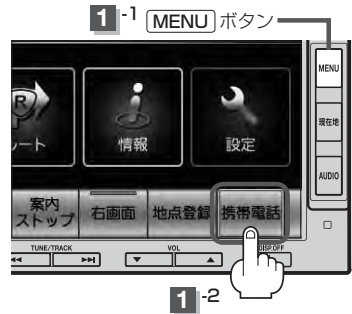 1 -1 MENU ボタン
MENU
現在地
AUDIO
R
ルート
情報
設定
案内
ストップ
右画面
地点登録
携帯電話
TUNE/TRACK
VOL
DISP.OFF
1 -2